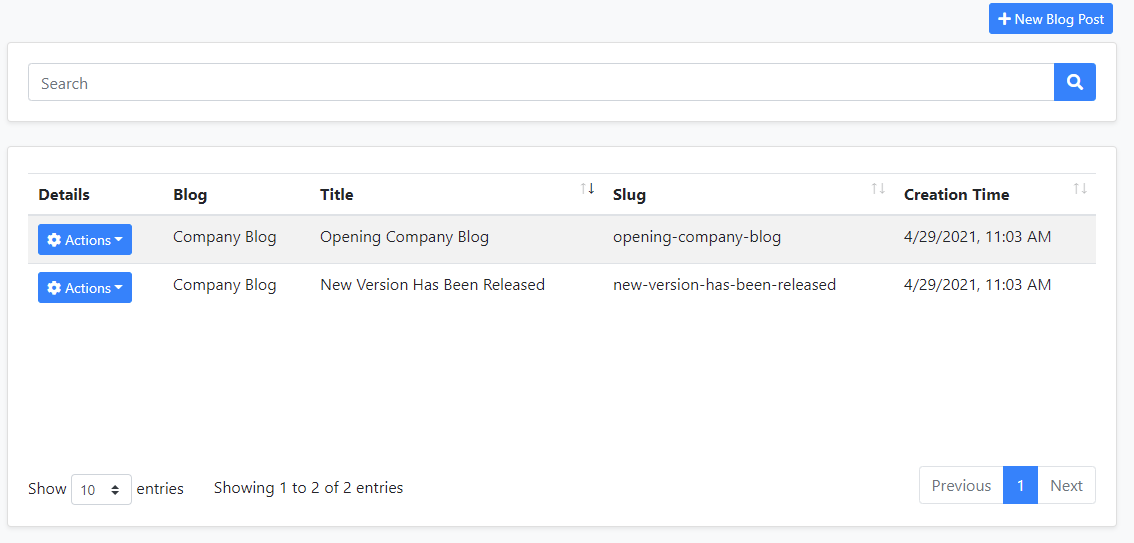 New Blog Post
Search
Details Blog Title Slug Creation Time
Actions Company Blog Opening Company Blog opening-company-blog 4/29/2021, 11:03 AM
Actions Company Blog New Version Has Been Released new-version-has-been-released 4/29/2021, 11:03 AM
Show 10 entries Showing 1 to 2 of 2 entries Previous 1 Next